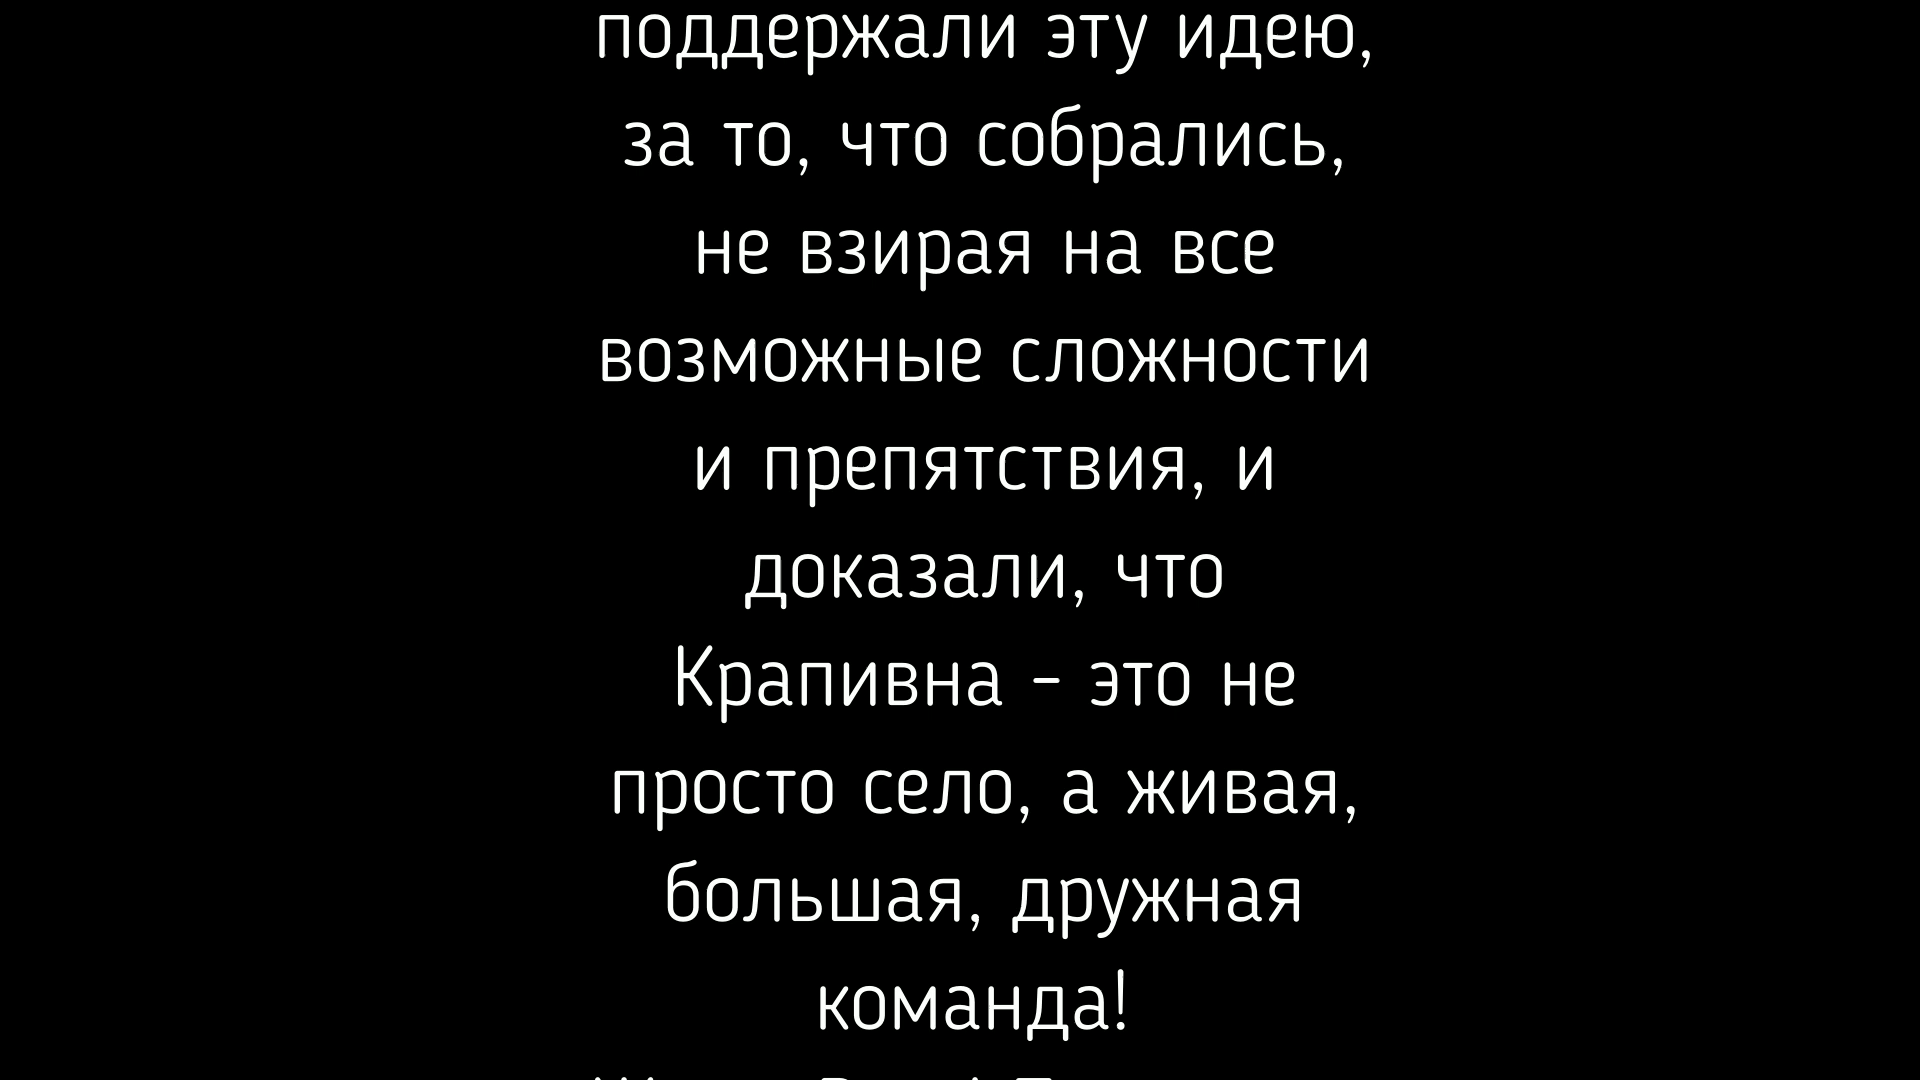 поддержали эту идею,
за то, что собрались,
не взирая на все
возможные сложности
и препятствия, и
доказали, что
Крапивна - это не
просто село, а живая,
большая, дружная
команда!